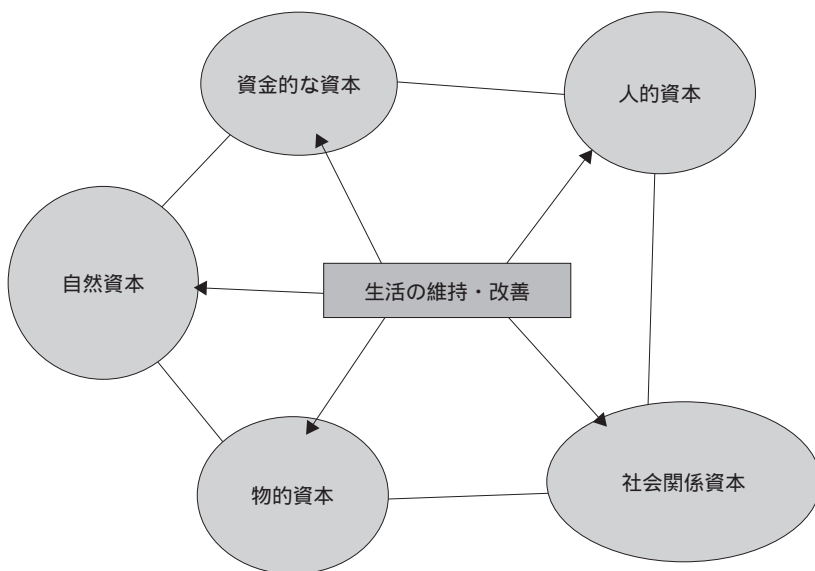 資金的な資本
人的資本
自然資本
生活の維持・改善
物的資本
社会関係資本